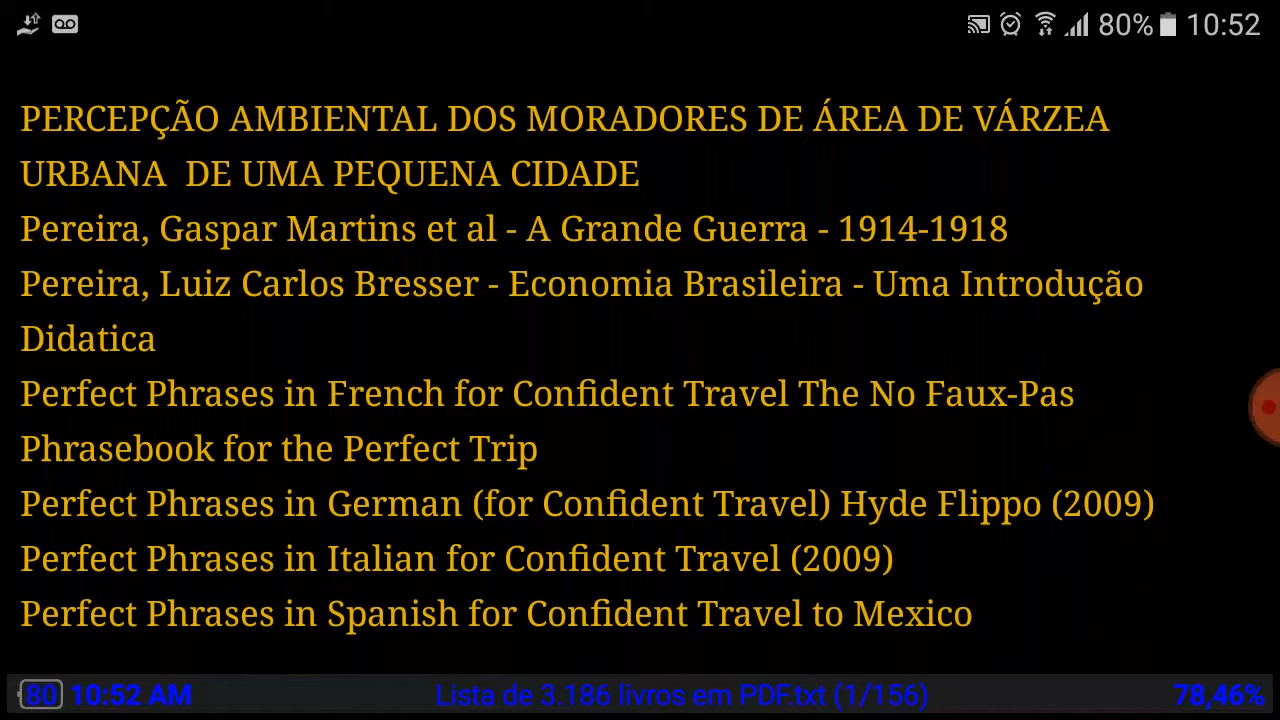 80% 10:52
PERCEPÇÃO AMBIENTAL DOS MORADORES DE ÁREA DE VÁRZEA
URBANA  DE UMA PEQUENA CIDADE
Pereira, Gaspar Martins et al - A Grande Guerra - 1914-1918
Pereira, Luiz Carlos Bresser - Economia Brasileira - Uma Introdução
Didatica
Perfect Phrases in French for Confident Travel The No Faux-Pas
Phrasebook for the Perfect Trip
Perfect Phrases in German (for Confident Travel) Hyde Flippo (2009)
Perfect Phrases in Italian for Confident Travel (2009)
Perfect Phrases in Spanish for Confident Travel to Mexico
80 10:52 AM Lista de 3.186 livros em PDF.txt (1/156) 78,46%